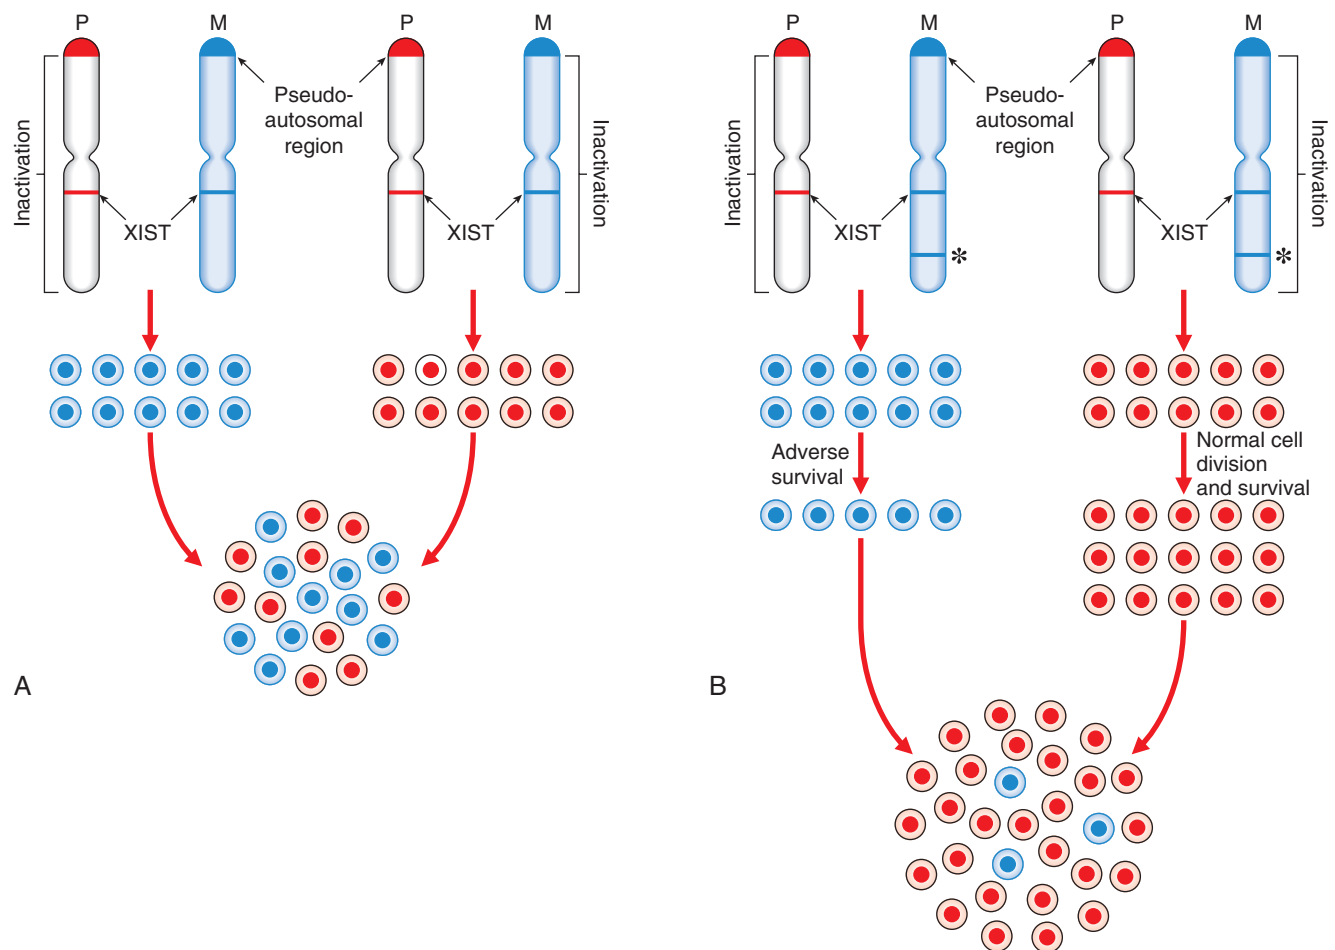 P
M
P
M
Pseudo-
autosomal
region
Inactivation
Inactivation
XIST
XIST
A
P
M
P
M
Pseudo-
autosomal
region
Inactivation
Inactivation
XIST
XIST
*
*
Adverse
survival
Normal cell
division
and survival
B